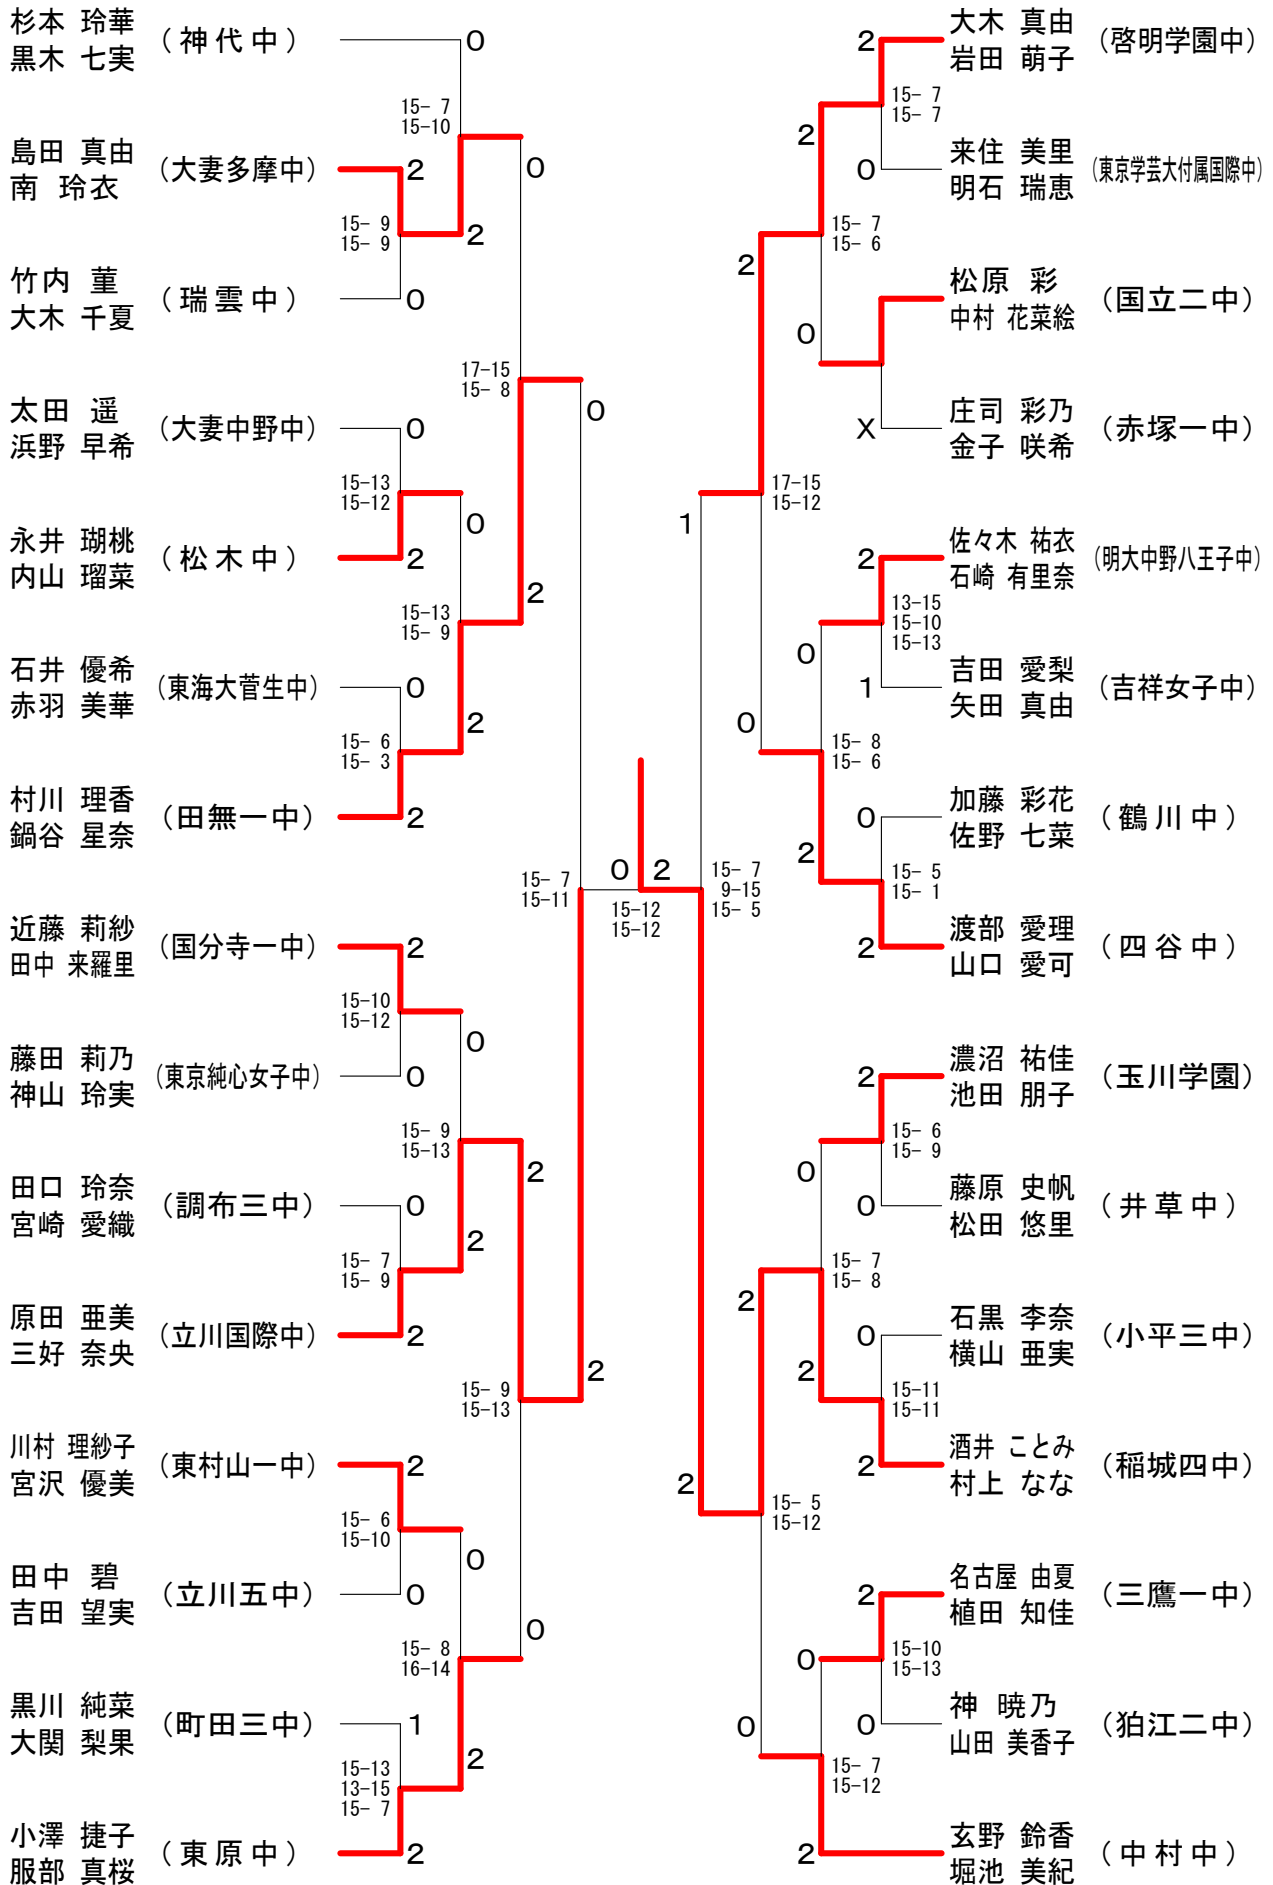 杉本 玲華
黒木 七実
(神代中)
0
15- 7
15-10
島田 真由
南 玲衣
(大妻多摩中)
2
0
15- 9
15- 9
2
竹内 菫
大木 千夏
(瑞雲中)
0
17-15
15- 8
0
太田 遥
浜野 早希
(大妻中野中)
0
15-13
15-12
0
永井 瑚桃
内山 瑠菜
(松木中)
2
15-13
15- 9
2
石井 優希
赤羽 美華
(東海大菅生中)
0
2
15- 6
15- 3
村川 理香
鍋谷 星奈
(田無一中)
2
15- 7
15-11
近藤 莉紗
田中 来羅里
(国分寺一中)
2
15-10
15-12
0
藤田 莉乃
神山 玲実
(東京純心女子中)
0
15- 9
15-13
2
田口 玲奈
宮崎 愛織
(調布三中)
0
2
15- 7
15- 9
原田 亜美
三好 奈央
(立川国際中)
2
15- 9
15-13
2
川村 理紗子
宮沢 優美
(東村山一中)
2
15- 6
15-10
0
田中 碧
吉田 望実
(立川五中)
0
0
15- 8
16-14
黒川 純菜
大関 梨果
(町田三中)
1
2
15-13
13-15
15- 7
小澤 捷子
服部 真桜
(東原中)
2
0 2
15-12
15-12
大木 真由
岩田 萌子
(啓明学園中)
2
15- 7
15- 7
2
来住 美里
明石 瑞恵
(東京学芸大付属国際中)
0
15- 7
15- 6
2
松原 彩
中村 花菜絵
(国立二中)
0
庄司 彩乃
金子 咲希
(赤塚一中)
X
17-15
15-12
1
佐々木 祐衣
石崎 有里奈
(明大中野八王子中)
2
13-15
15-10
15-13
0
吉田 愛梨
矢田 真由
(吉祥女子中)
1
0
15- 8
15- 6
加藤 彩花
佐野 七菜
(鶴川中)
0
2
15- 5
15- 1
15- 7
9-15
15- 5
渡部 愛理
山口 愛可
(四谷中)
2
濃沼 祐佳
池田 朋子
(玉川学園)
2
15- 6
15- 9
0
藤原 史帆
松田 悠里
(井草中)
0
15- 7
15- 8
2
石黒 李奈
横山 亜実
(小平三中)
0
2
15-11
15-11
酒井 ことみ
村上 なな
(稲城四中)
2
2
15- 5
15-12
名古屋 由夏
植田 知佳
(三鷹一中)
2
15-10
15-13
0
神 暁乃
山田 美香子
(狛江二中)
0
0
15- 7
15-12
玄野 鈴香
堀池 美紀
(中村中)
2